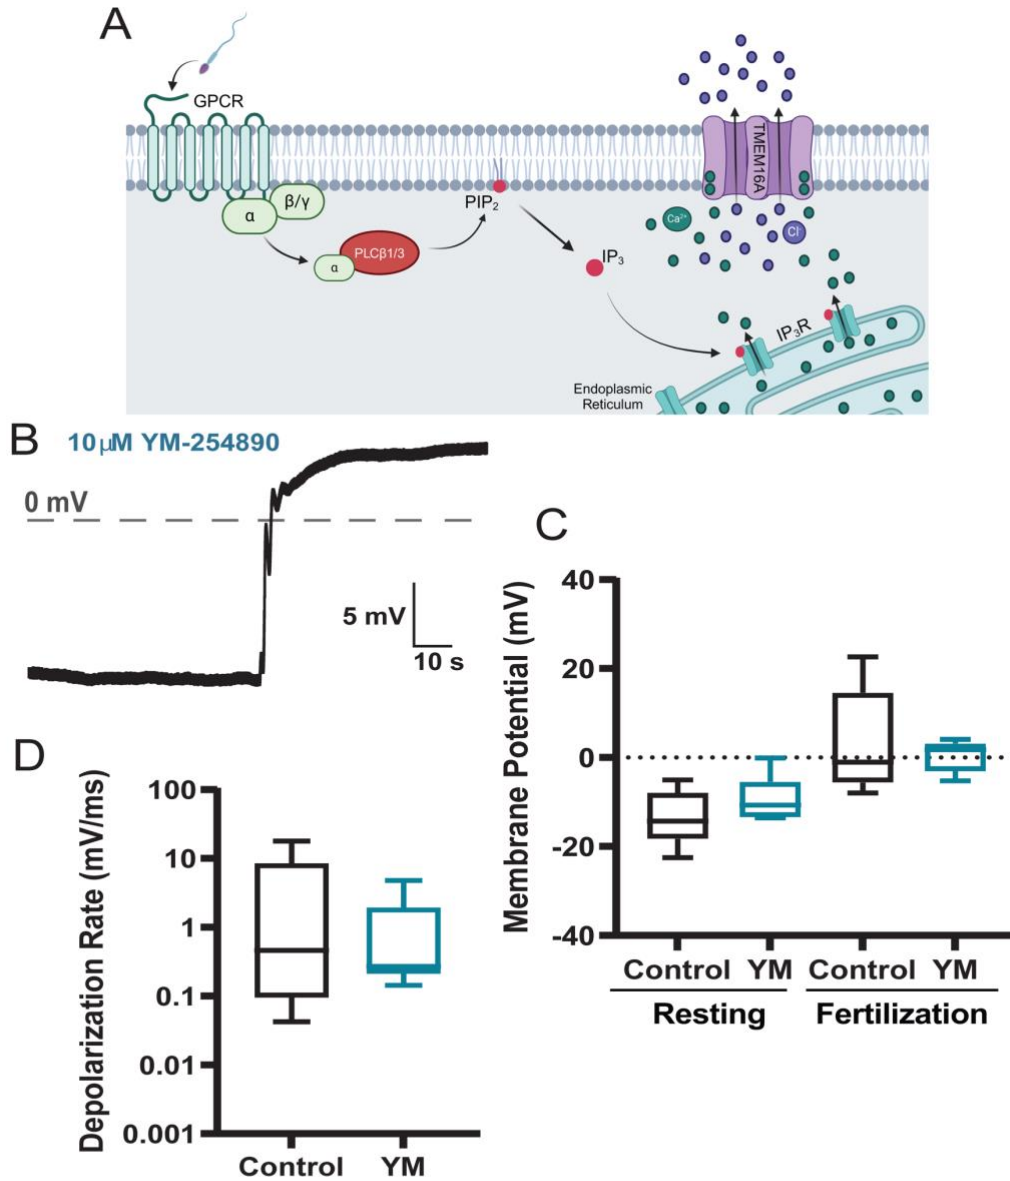 A
GPCR
α
β/γ
α
PLCβ1/3
PIP2
IP3
TMEM16A
Ca2+
Cl-
IP3R
Endoplasmic
Reticulum
B
10μM YM-254890
0 mV
5 mV
10 s
C
Membrane Potential (mV)
40
20
0
-20
-40
Control
YM
Control
YM
Resting
Fertilization
D
Depolarization Rate (mV/ms)
100
10
1
0.1
0.01
0.001
Control
YM